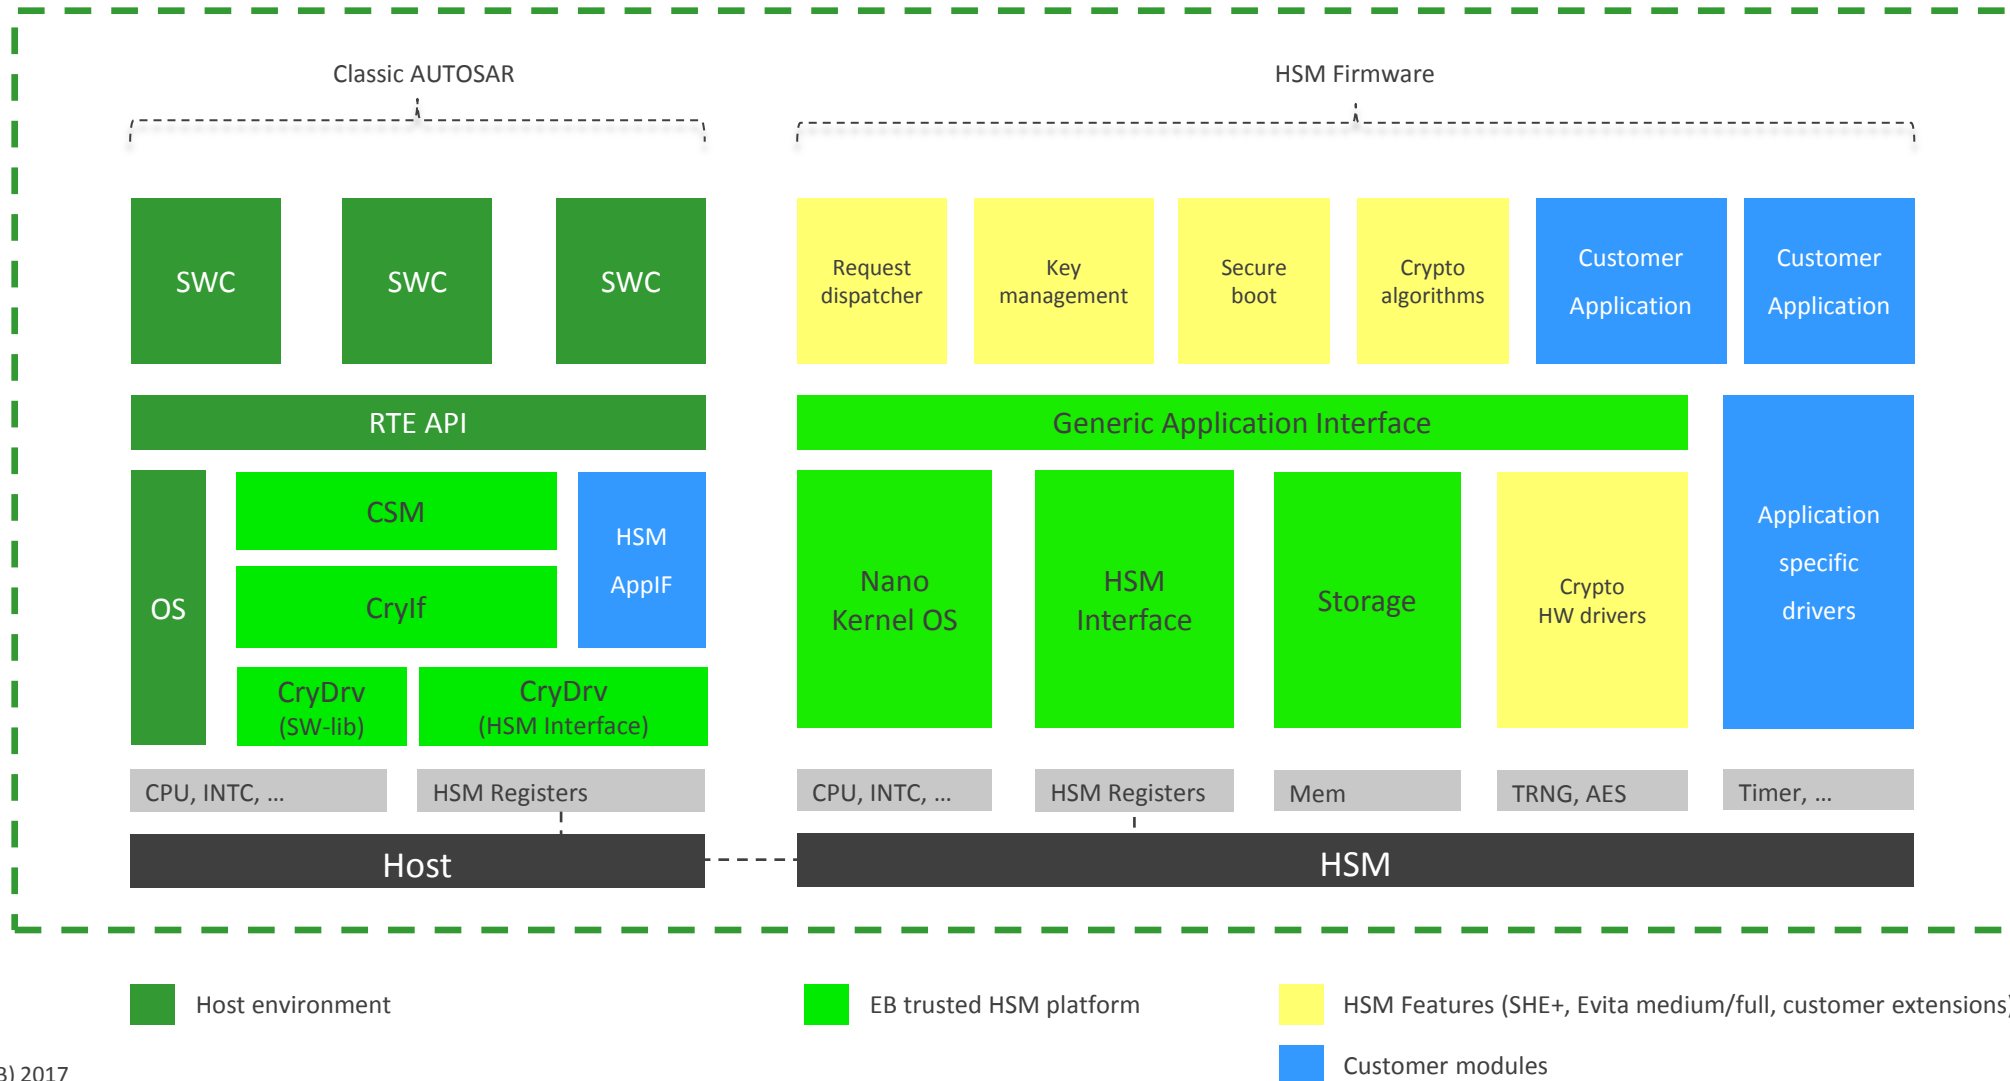 Classic AUTOSAR
HSM Firmware
SWC
SWC
SWC
Request
dispatcher
Key
management
Secure
boot
Crypto
algorithms
Customer
Application
Customer
Application
RTE API
Generic Application Interface
OS
CSM
CryIf
HSM
AppIF
CryDrv
(SW-lib)
CryDrv
(HSM Interface)
Nano
Kernel OS
HSM
Interface
Storage
Crypto
HW drivers
Application
specific
drivers
CPU, INTC, …
HSM Registers
CPU, INTC, …
HSM Registers
Mem
TRNG, AES
Timer, …
Host
HSM
Host environment
EB trusted HSM platform
HSM Features (SHE+, Evita medium/full, customer extensions)
Customer modules
B) 2017